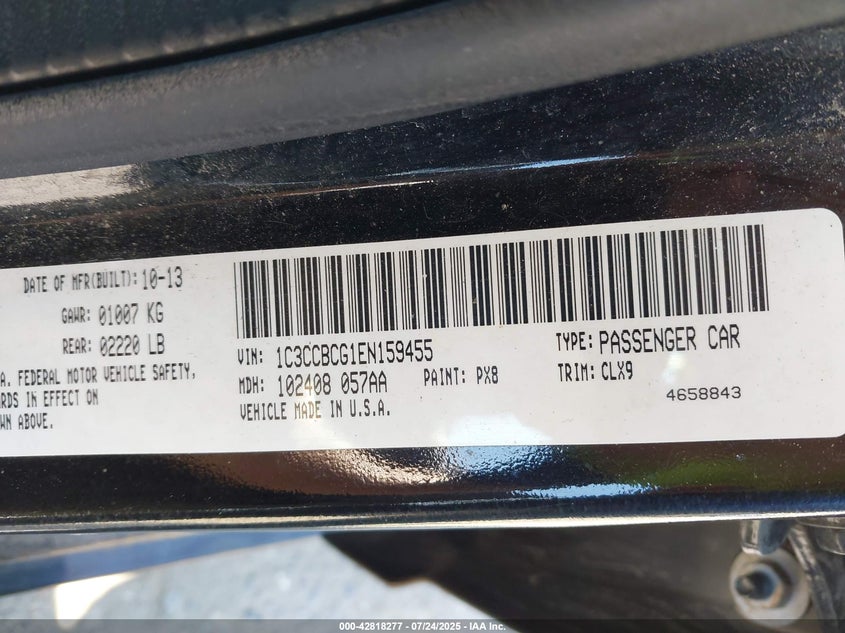 DATE OF MFR(BUILT): 10-13
GAWR: 01007 KG
REAR: 02220 LB
A. FEDERAL MOTOR VEHICLE SAFETY,
RDS IN EFFECT ON
WN ABOVE.
VIN: 1C3CCBCG1EN159455
TYPE: PASSENGER CAR
MDH: 102408 057AA
PAINT: PX8
TRIM: CLX9
VEHICLE MADE IN U.S.A.
4658843
000-42818277 - 07/24/2025 - IAA Inc.